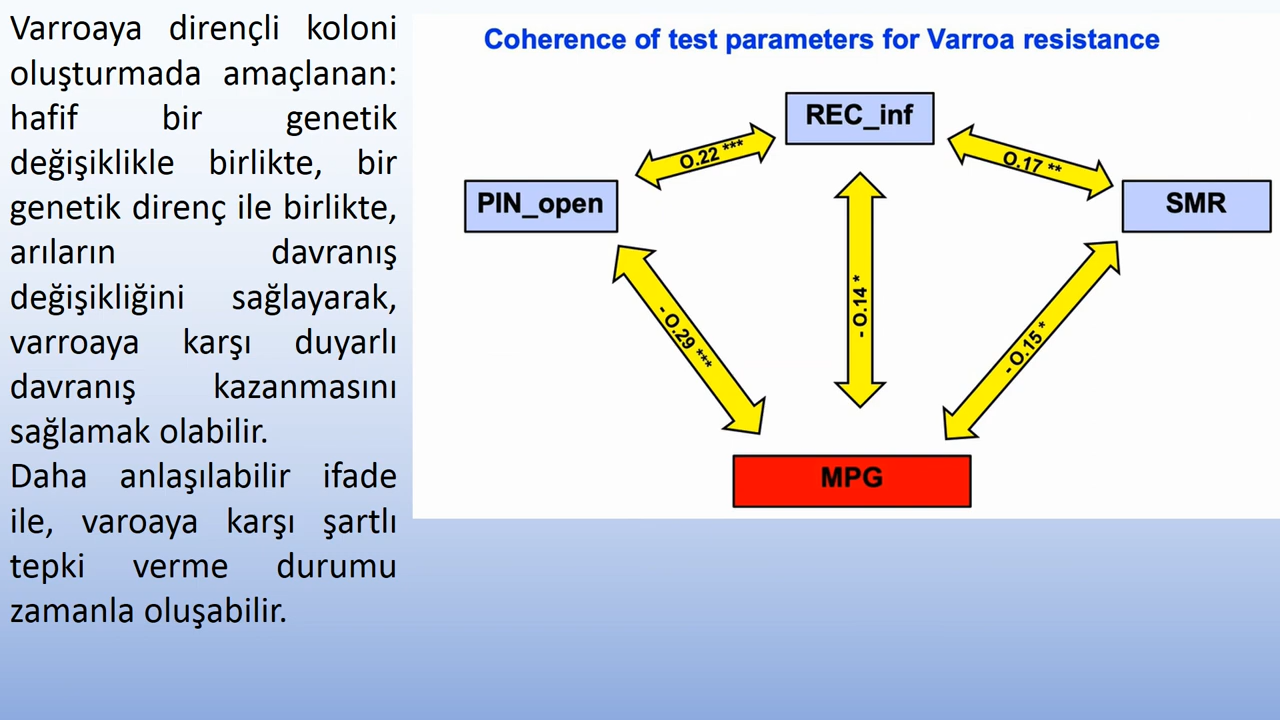 Varroaya dirençli koloni
oluşturmada amaçlanan:
hafif bir genetik
değişiklikle birlikte, bir
genetik direnç ile birlikte,
arıların davranış
değişikliğini sağlayarak,
varroaya karşı duyarlı
davranış kazanmasını
sağlamak olabilir.
Daha anlaşılabilir ifade
ile, varoaya karşı şartlı
tepki verme durumu
zamanla oluşabilir.
Coherence of test parameters for Varroa resistance
REC_inf
O.22 ***
O.17 **
PIN_open
SMR
- O.29 ***
- O.14 *
- O.15 *
MPG